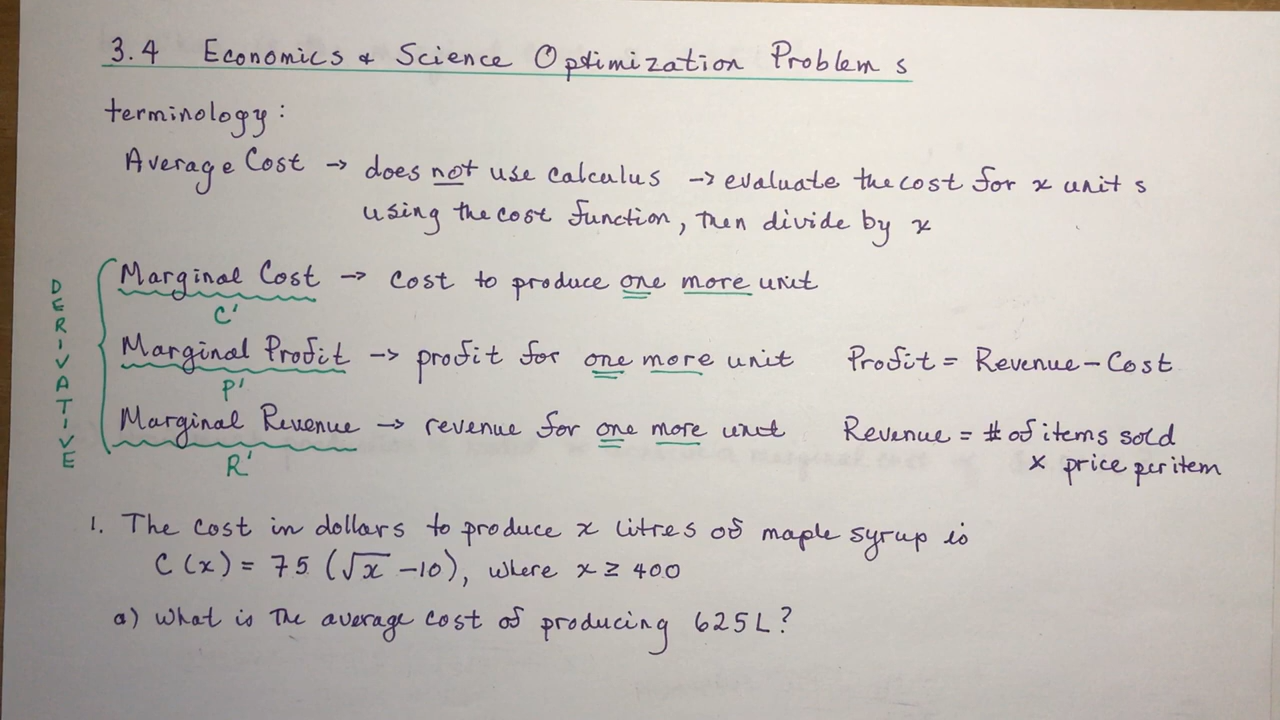 3.4 Economics & Science Optimization Problems
terminology:
Average Cost → does not use calculus → evaluate the cost for x units
using the cost function, then divide by x
DERIVATIVE
Marginal Cost → cost to produce one more unit
C'
Marginal Profit → profit for one more unit Profit = Revenue - Cost
P'
Marginal Revenue → revenue for one more unit Revenue = # of items sold
R' × price per item
1. The cost in dollars to produce x litres of maple syrup is
C(x) = 75 (√x - 10), where x ≥ 400
a) what is the average cost of producing 625L?